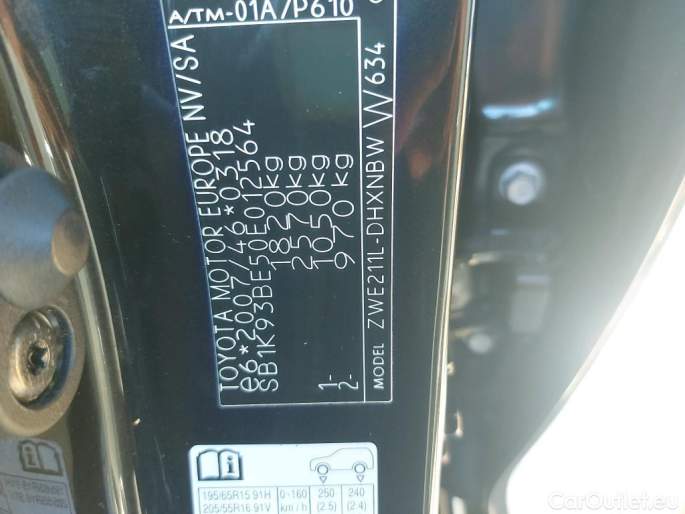 A/TM-01A/P610
TOYOTA MOTOR EUROPE NV/SA
e6*2007/46*0318
SB1K93BE50E012564
1820kg
2570kg
1- 1050kg
2- 970kg
MODEL ZWE211L-DHXNBW W634
195/65R15 91H 0-160 250 240
205/55R16 91V km/h (2.5) (2.4)
CarOutlet.eu